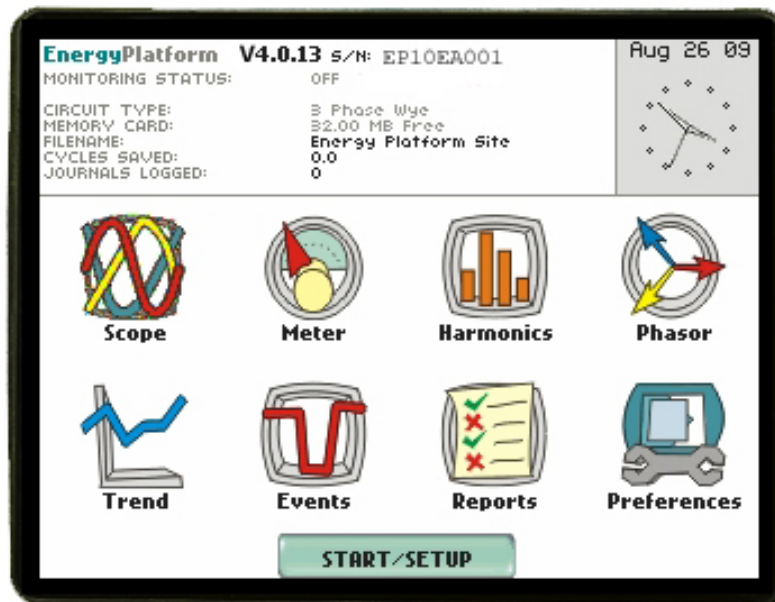 EnergyPlatform V4.0.13 S/N: EP10EA001
Aug 26 09
MONITORING STATUS: OFF
CIRCUIT TYPE: 3 Phase Wye
MEMORY CARD: 32.00 MB Free
FILENAME: Energy Platform Site
CYCLES SAVED: 0.0
JOURNALS LOGGED: 0
Scope Meter Harmonics Phasor
Trend Events Reports Preferences
START/SETUP